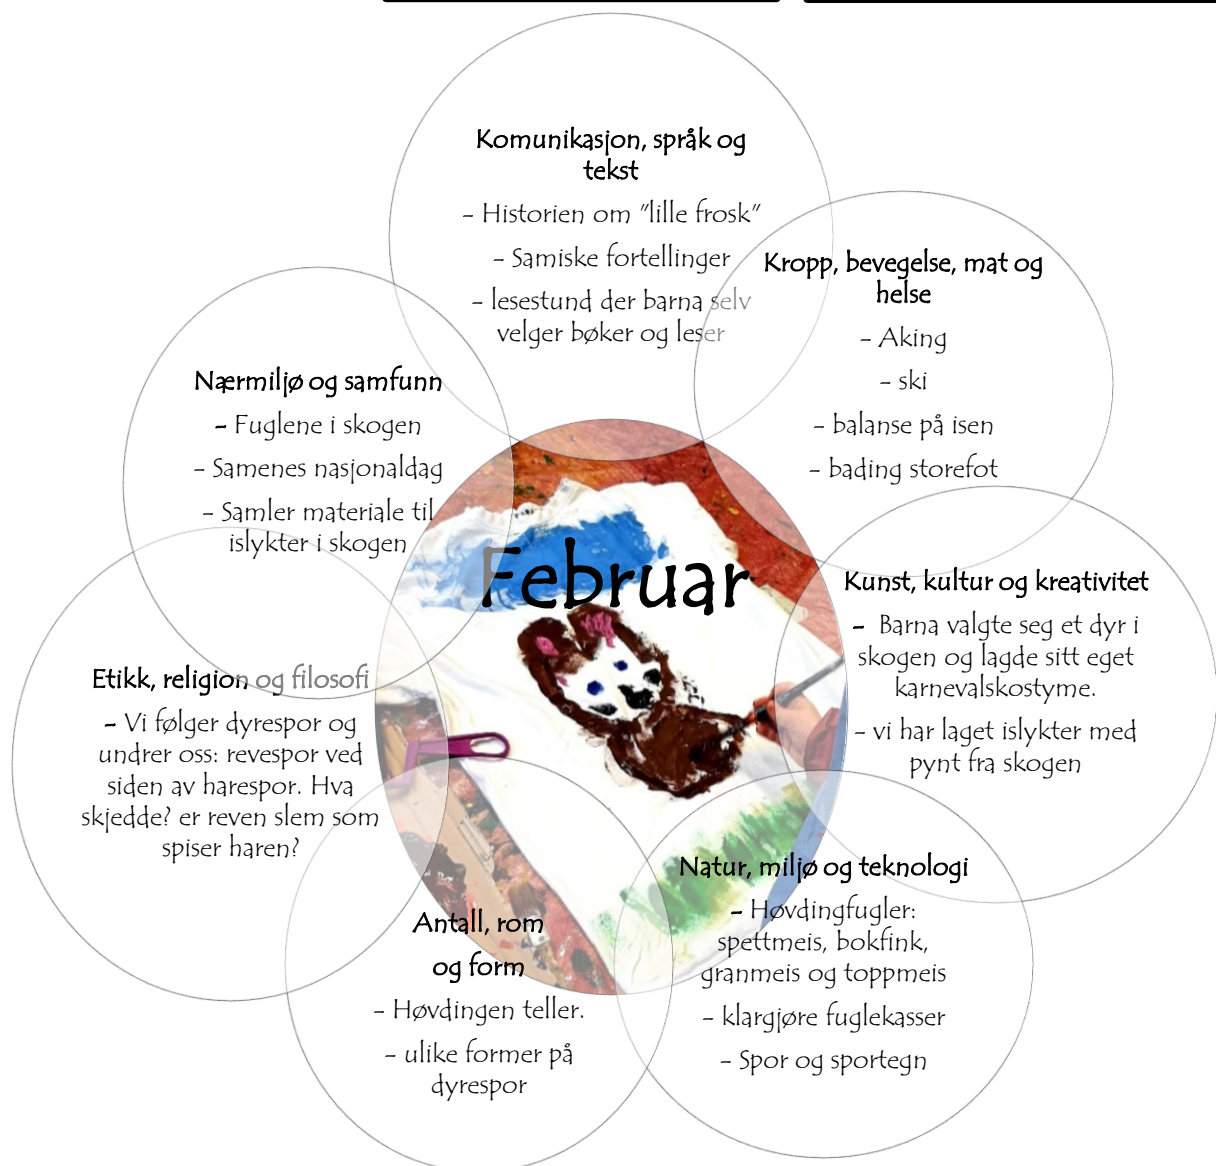 Komunikasjon, språk og
tekst
- Historien om "lille frosk"
- Samiske fortellinger
- lesestund der barna selv
velger bøker og leser
Kropp, bevegelse, mat og
helse
- Aking
- ski
- balanse på isen
- bading storefot
Nærmiljø og samfunn
- Fuglene i skogen
- Samenes nasjonaldag
- Samler materiale til
islykter i skogen
Februar
Kunst, kultur og kreativitet
- Barna valgte seg et dyr i
skogen og lagde sitt eget
karnevalskostyme.
- vi har laget islykter med
pynt fra skogen
Etikk, religion og filosofi
- Vi følger dyrespor og
undrer oss: revespor ved
siden av harespor. Hva
skjedde? er reven slem som
spiser haren?
Natur, miljø og teknologi
- Høvdingfugler:
spettmeis, bokfink,
granmeis og toppmeis
- klargjøre fuglekasser
- Spor og sportegn
Antall, rom
og form
- Høvdingen teller.
- ulike former på
dyrespor